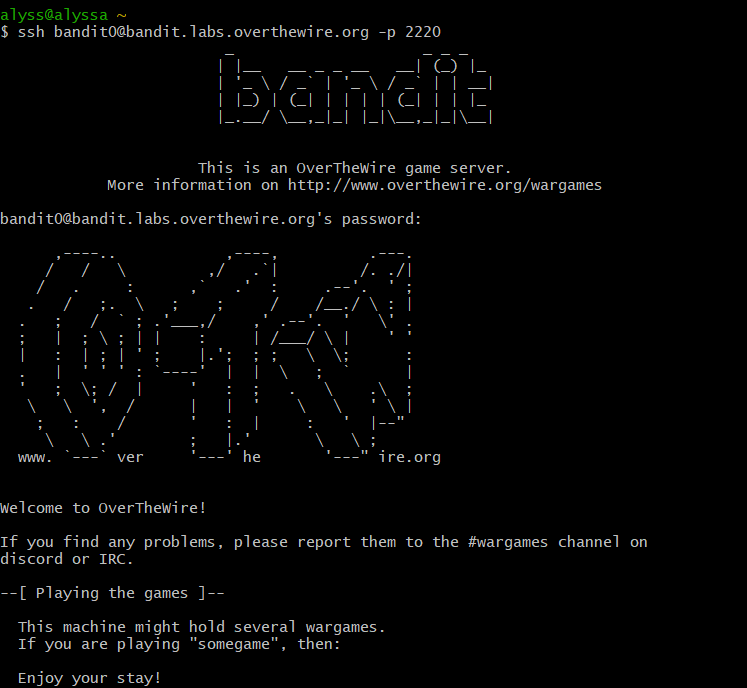 alyss@alyssa ~
$ ssh bandit0@bandit.labs.overthewire.org -p 2220
bandit
This is an OverTheWire game server.
More information on http://www.overthewire.org/wargames
bandit0@bandit.labs.overthewire.org's password:
www. ver he ire.org
Welcome to OverTheWire!
If you find any problems, please report them to the #wargames channel on
discord or IRC.
--[ Playing the games ]--
This machine might hold several wargames.
If you are playing "somegame", then:
Enjoy your stay!